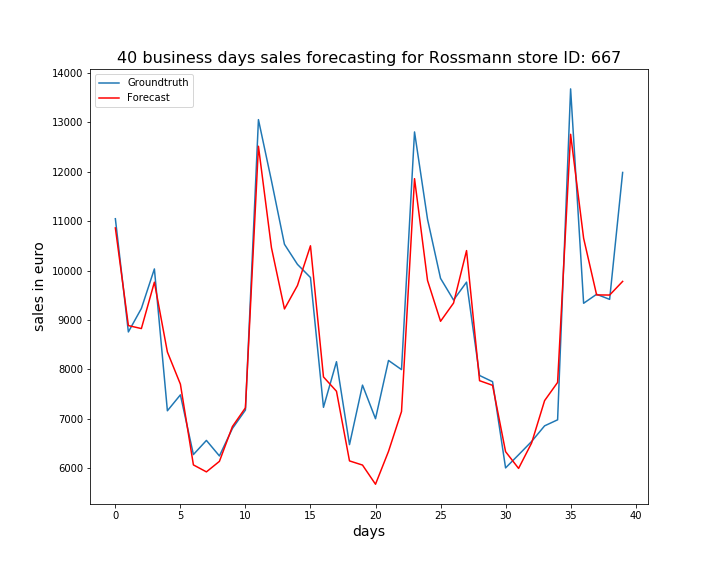 40 business days sales forecasting for Rossmann store ID: 667
Groundtruth
Forecast
14000
13000
12000
11000
10000
9000
8000
7000
6000
sales in euro
0 5 10 15 20 25 30 35 40
days